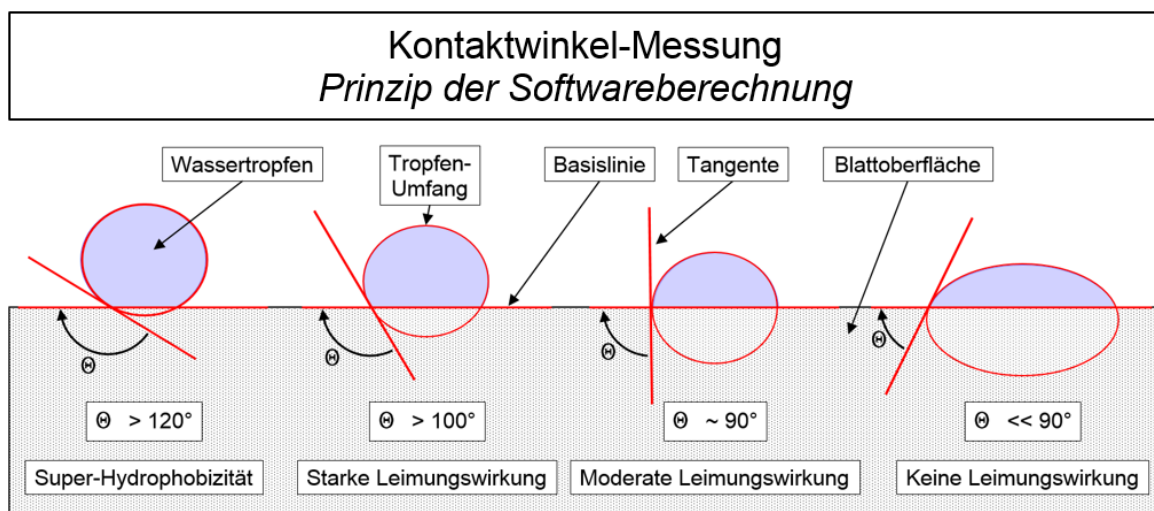 Kontaktwinkel-Messung
Prinzip der Softwareberechnung
Wassertropfen
Tropfen-
Umfang
Basislinie
Tangente
Blattoberfläche
Θ
Θ
Θ
Θ
Θ > 120°
Θ > 100°
Θ ~ 90°
Θ << 90°
Super-Hydrophobizität
Starke Leimungswirkung
Moderate Leimungswirkung
Keine Leimungswirkung